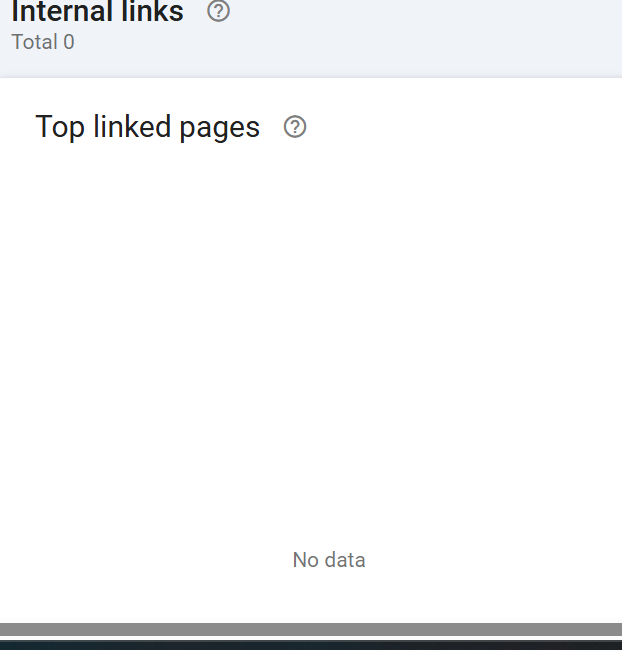 Internal links
Total 0
Top linked pages
No data